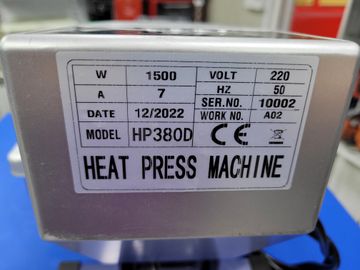 W 1500 VOLT 220
A 7 HZ 50
DATE 12/2022 SER.NO. 10002
MODEL HP380D WORK NO. A02
CE
HEAT PRESS MACHINE